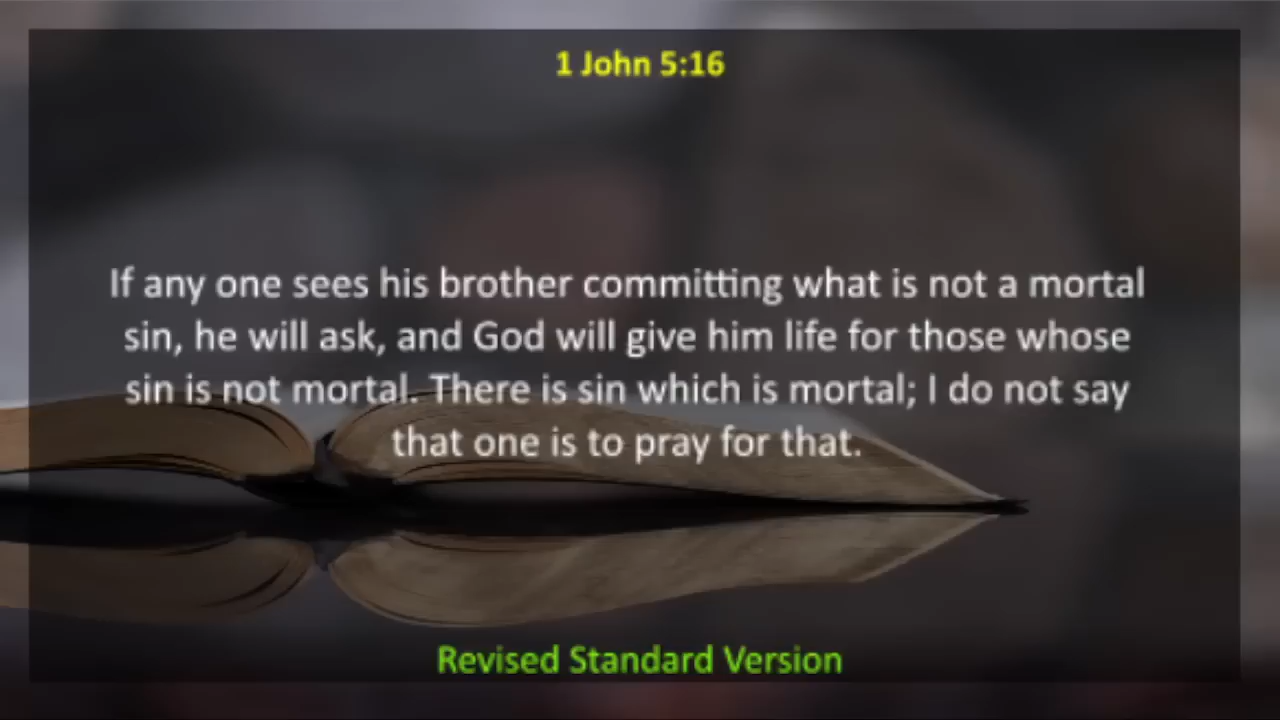 1 John 5:16
If any one sees his brother committing what is not a mortal
sin, he will ask, and God will give him life for those whose
sin is not mortal. There is sin which is mortal; I do not say
that one is to pray for that.
Revised Standard Version